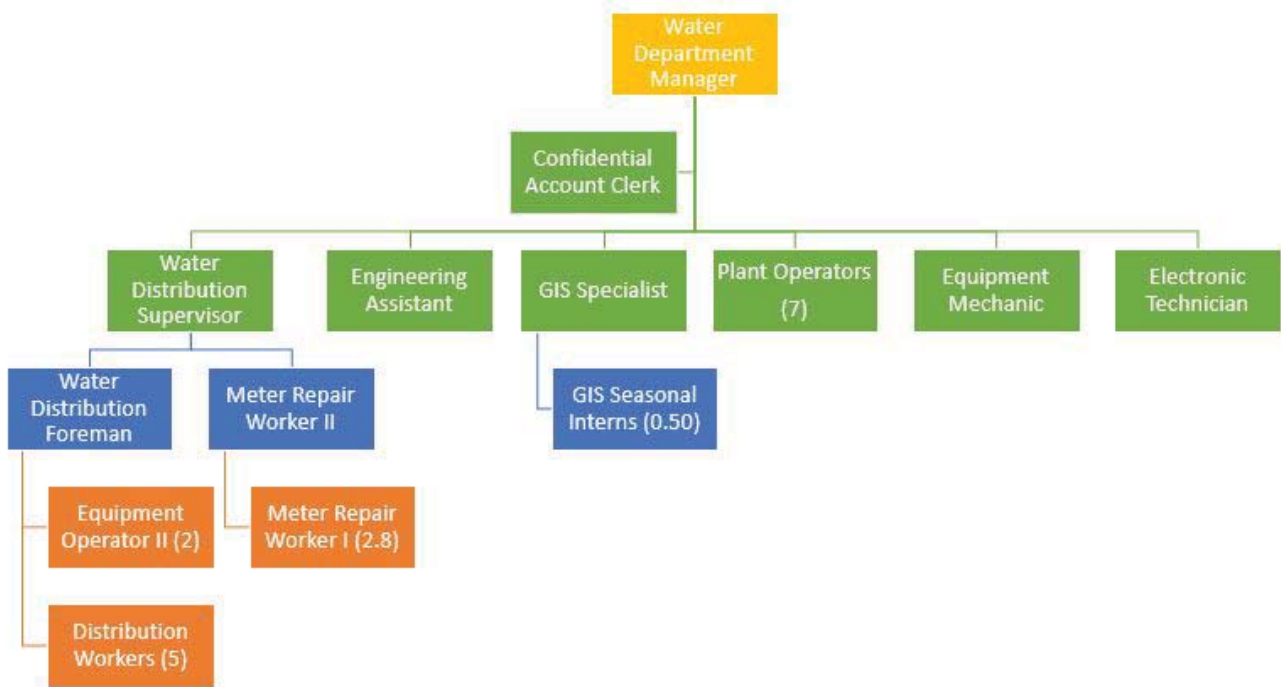 Water
Department
Manager
Confidential
Account Clerk
Water
Distribution
Supervisor
Engineering
Assistant
GIS Specialist
Plant Operators
(7)
Equipment
Mechanic
Electronic
Technician
Water
Distribution
Foreman
Meter Repair
Worker II
GIS Seasonal
Interns (0.50)
Equipment
Operator II (2)
Meter Repair
Worker I (2.8)
Distribution
Workers (5)